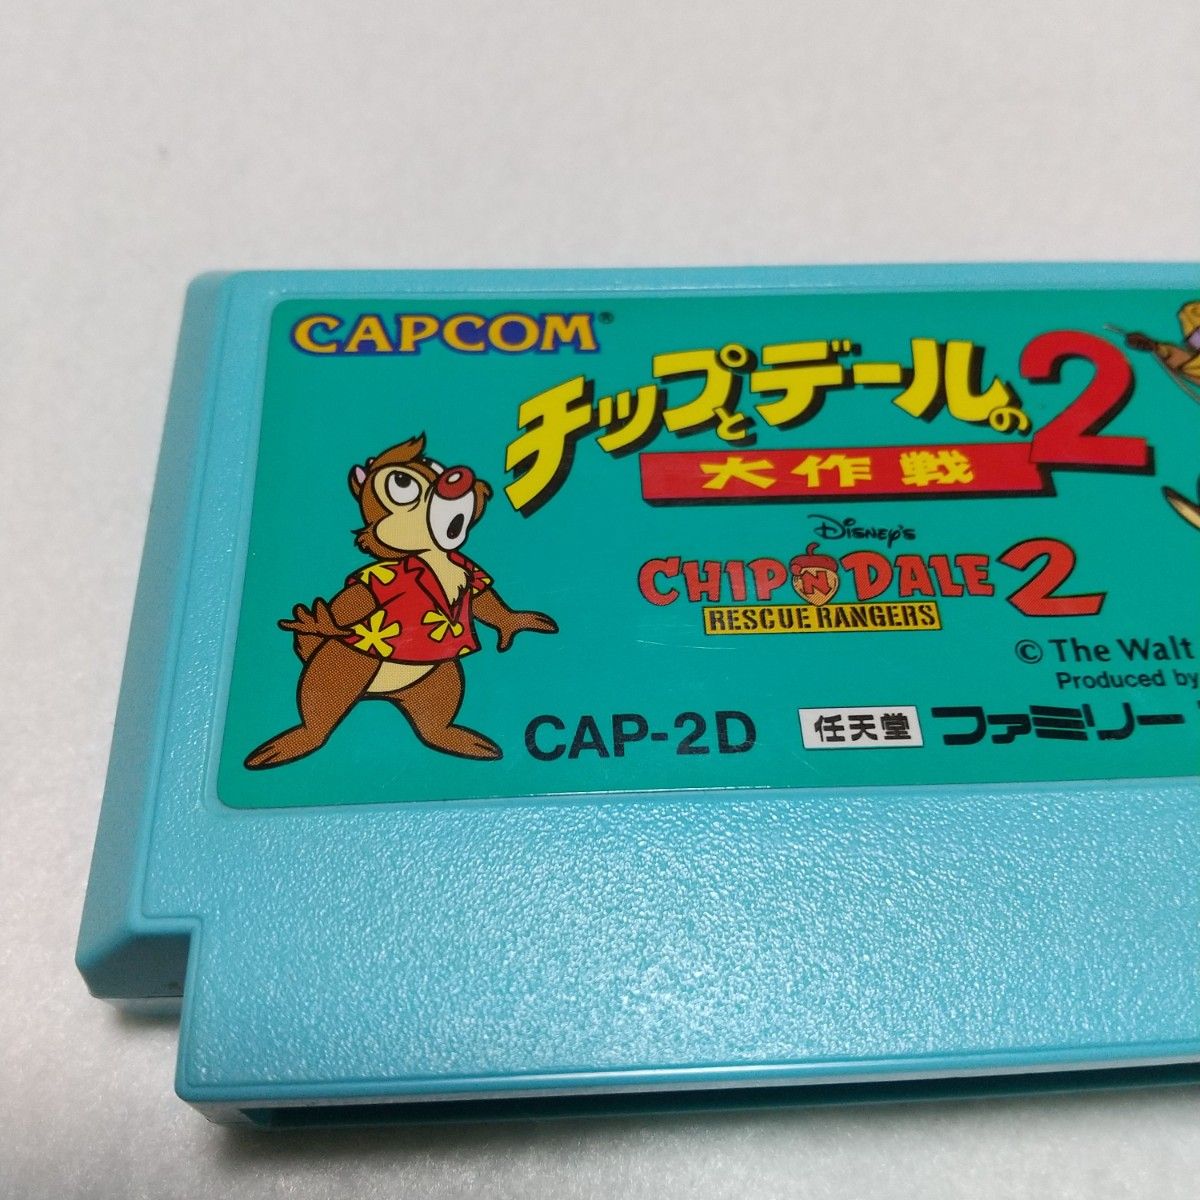 CAPCOM®
チップとデールの
大作戦2
Disney's
CHIP 'N DALE 2
RESCUE RANGERS
© The Walt
Produced by
CAP-2D
任天堂 ファミリー